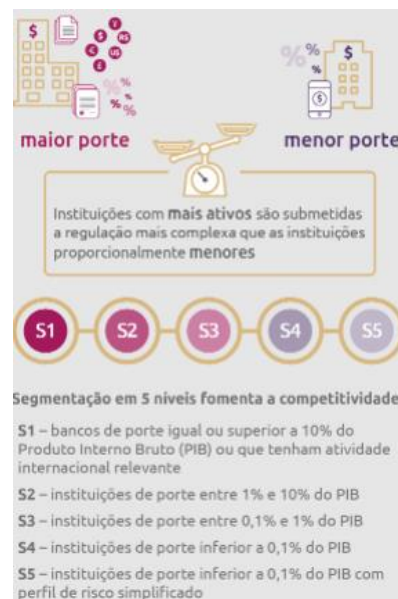 maior porte
menor porte
Instituições com mais ativos são submetidas
a regulação mais complexa que as instituições
proporcionalmente menores
S1
S2
S3
S4
S5
Segmentação em 5 níveis fomenta a competitividade
S1 – bancos de porte igual ou superior a 10% do
Produto Interno Bruto (PIB) ou que tenham atividade
internacional relevante
S2 – instituições de porte entre 1% e 10% do PIB
S3 – instituições de porte entre 0,1% e 1% do PIB
S4 – instituições de porte inferior a 0,1% do PIB
S5 – instituições de porte inferior a 0,1% do PIB com
perfil de risco simplificado